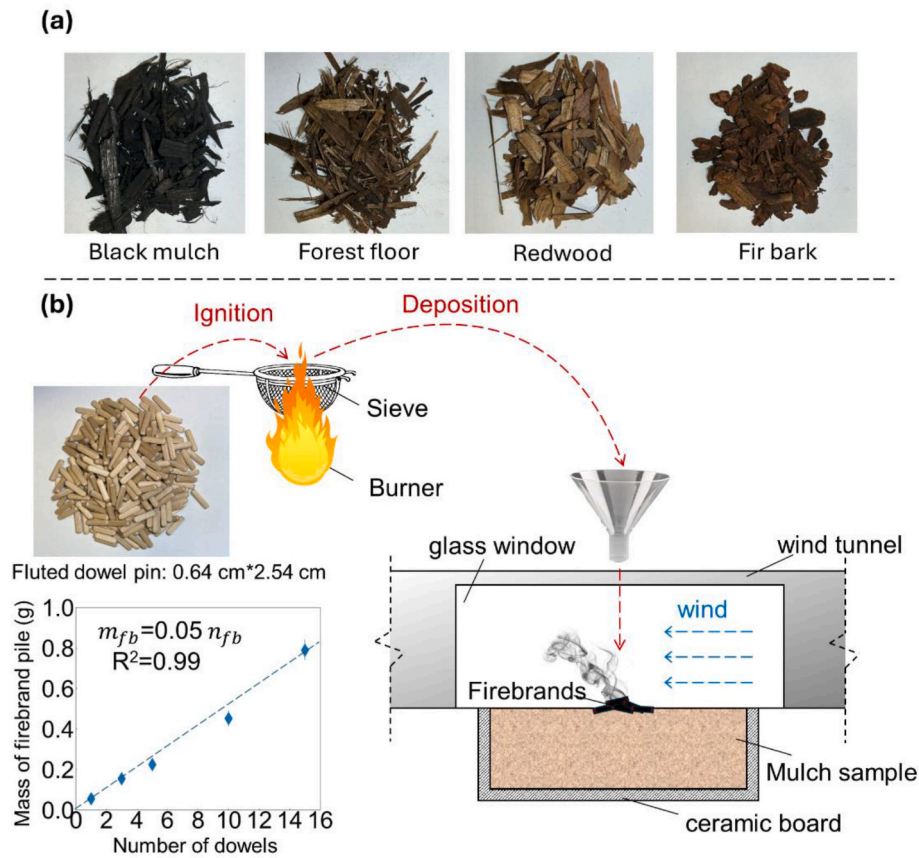 (a)
Black mulch
Forest floor
Redwood
Fir bark
(b)
Ignition
Deposition
Sieve
Burner
Fluted dowel pin: 0.64 cm*2.54 cm
glass window
wind tunnel
wind
Firebrands
Mulch sample
ceramic board
Mass of firebrand pile (g)
1.0
0.8
0.6
0.4
0.2
0.0
m_fb=0.05 n_fb
R²=0.99
0 2 4 6 8 10 12 14 16
Number of dowels